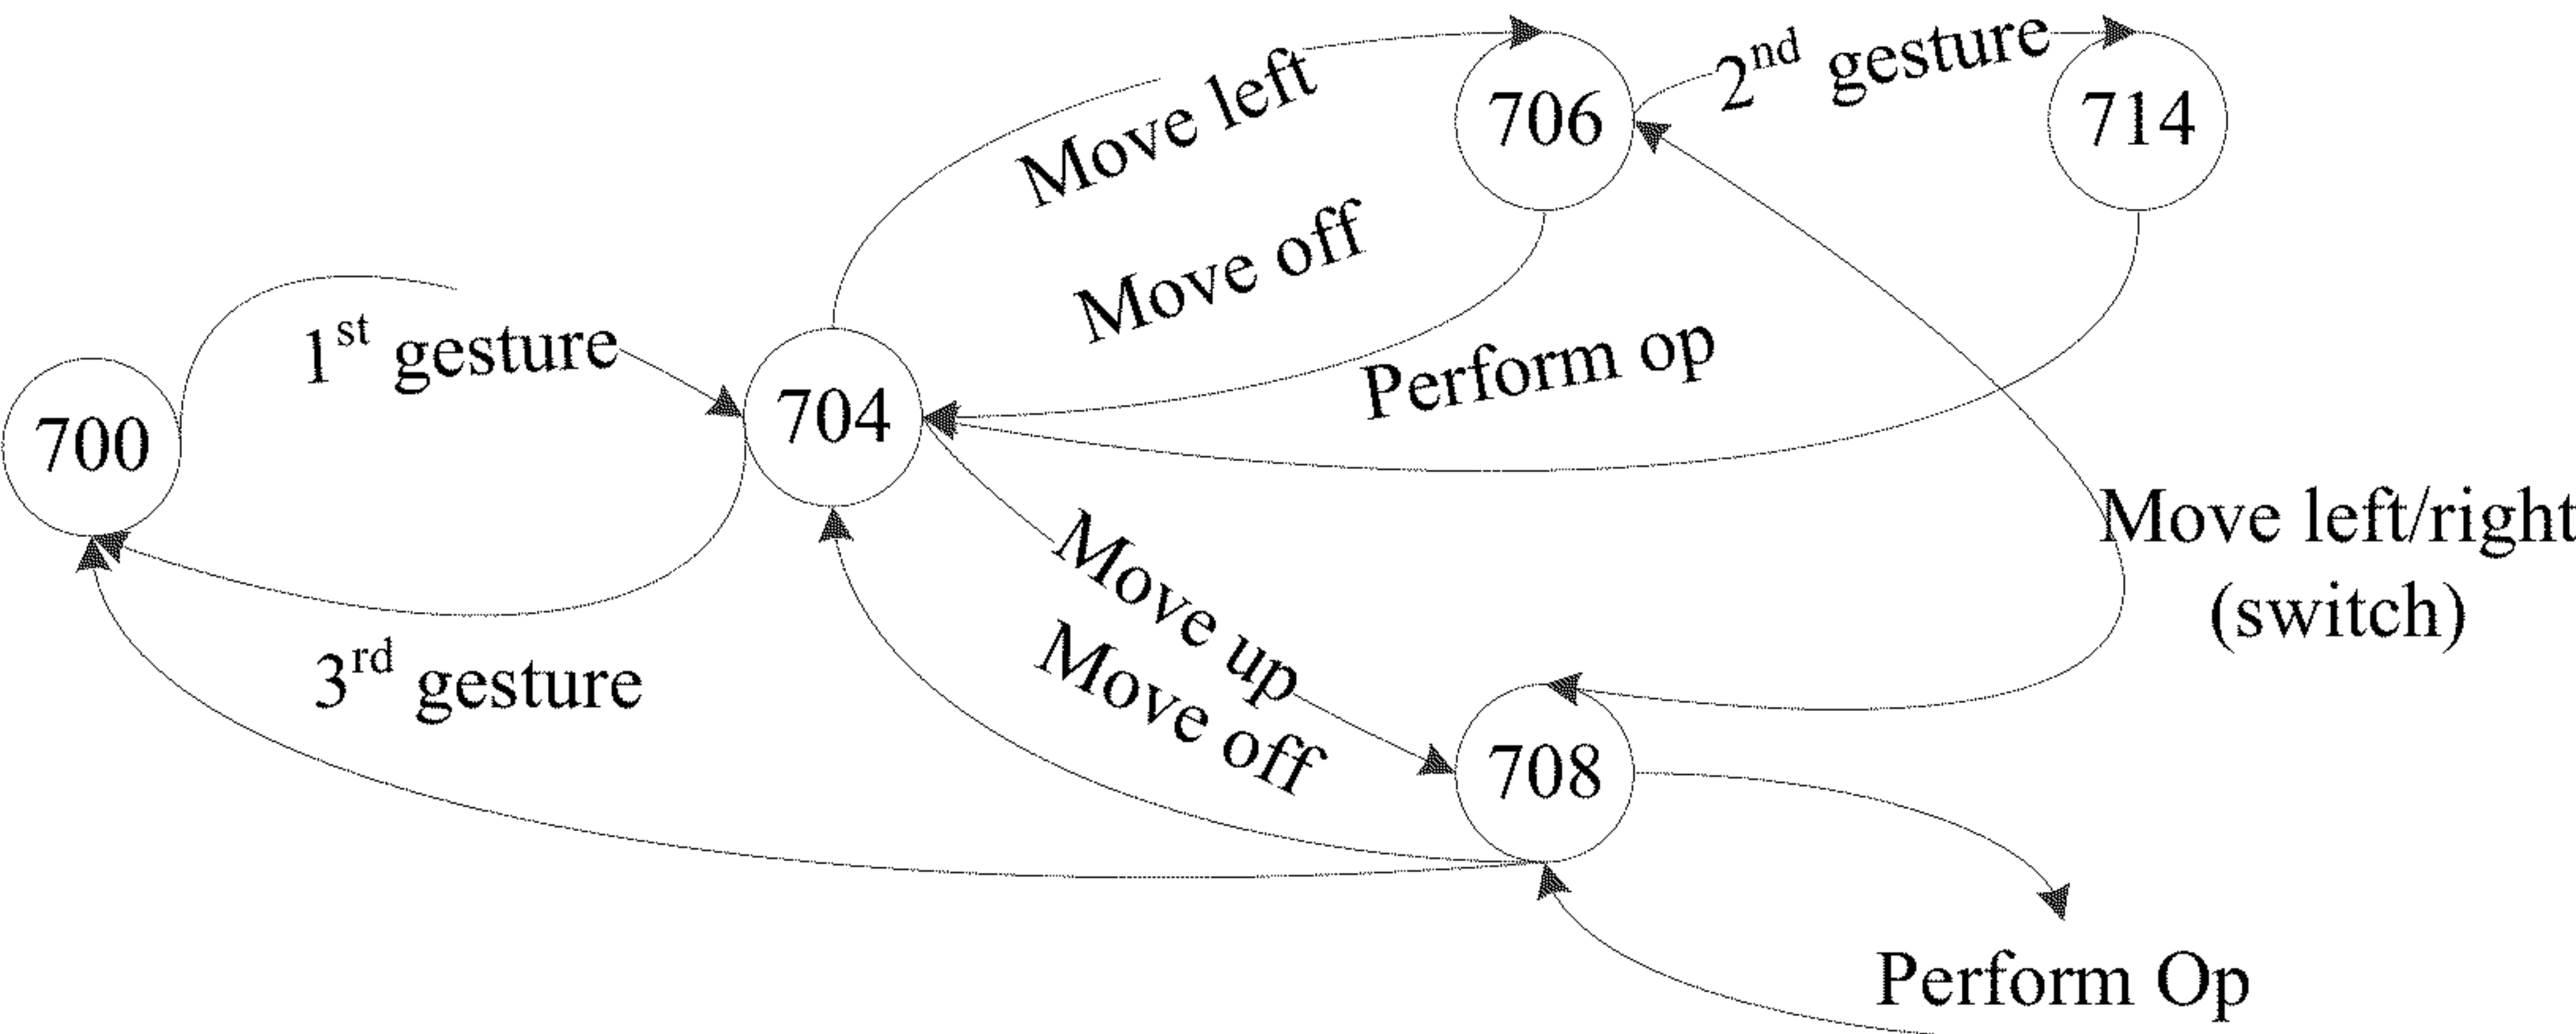 Move left
706
2nd gesture
714
Move off
1st gesture
700
704
Perform op
Move left/right
(switch)
Move up
Move off
3rd gesture
708
Perform Op